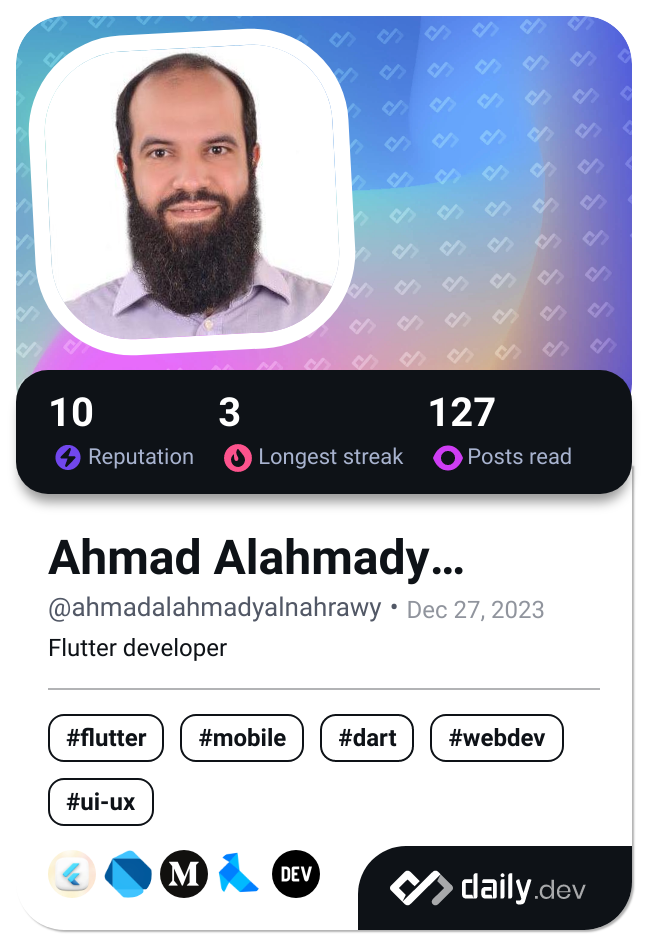 10 3 127
Reputation Longest streak Posts read
Ahmad Alahmady...
@ahmadalahmadyalnahrawy • Dec 27, 2023
Flutter developer
#flutter #mobile #dart #webdev
#ui-ux
M DEV
daily.dev